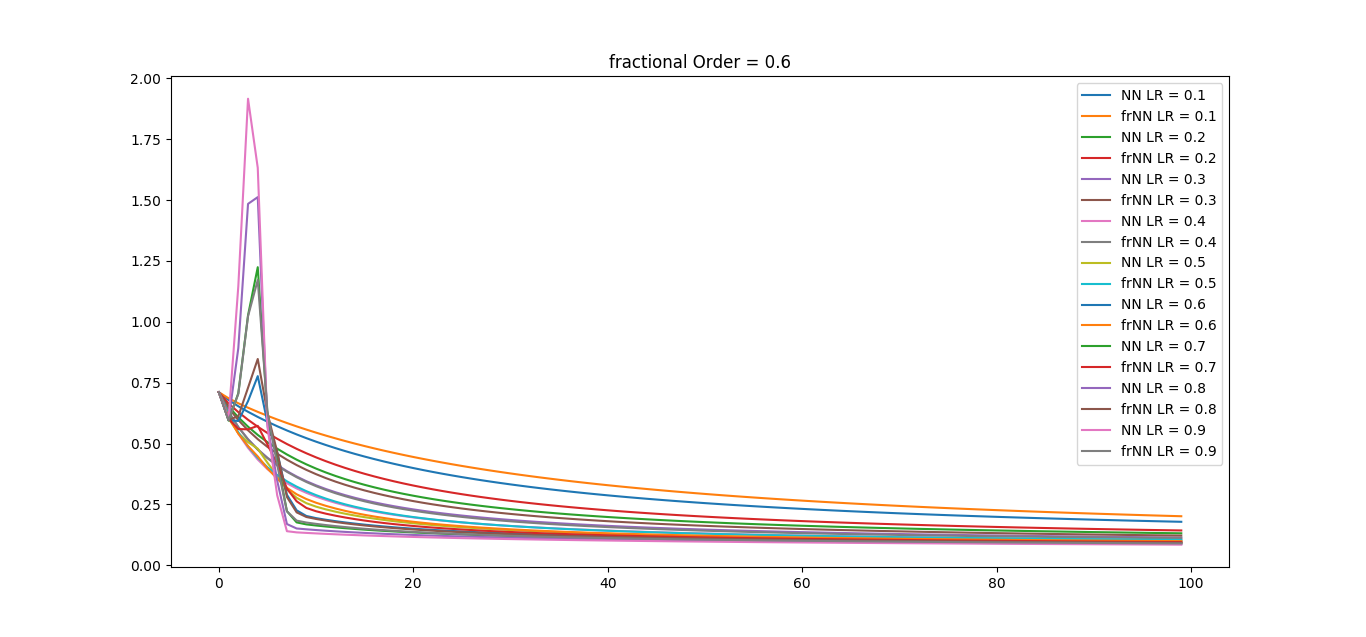 fractional Order = 0.6
2.00
1.75
1.50
1.25
1.00
0.75
0.50
0.25
0.00
0
20
40
60
80
100
NN LR = 0.1
frNN LR = 0.1
NN LR = 0.2
frNN LR = 0.2
NN LR = 0.3
frNN LR = 0.3
NN LR = 0.4
frNN LR = 0.4
NN LR = 0.5
frNN LR = 0.5
NN LR = 0.6
frNN LR = 0.6
NN LR = 0.7
frNN LR = 0.7
NN LR = 0.8
frNN LR = 0.8
NN LR = 0.9
frNN LR = 0.9